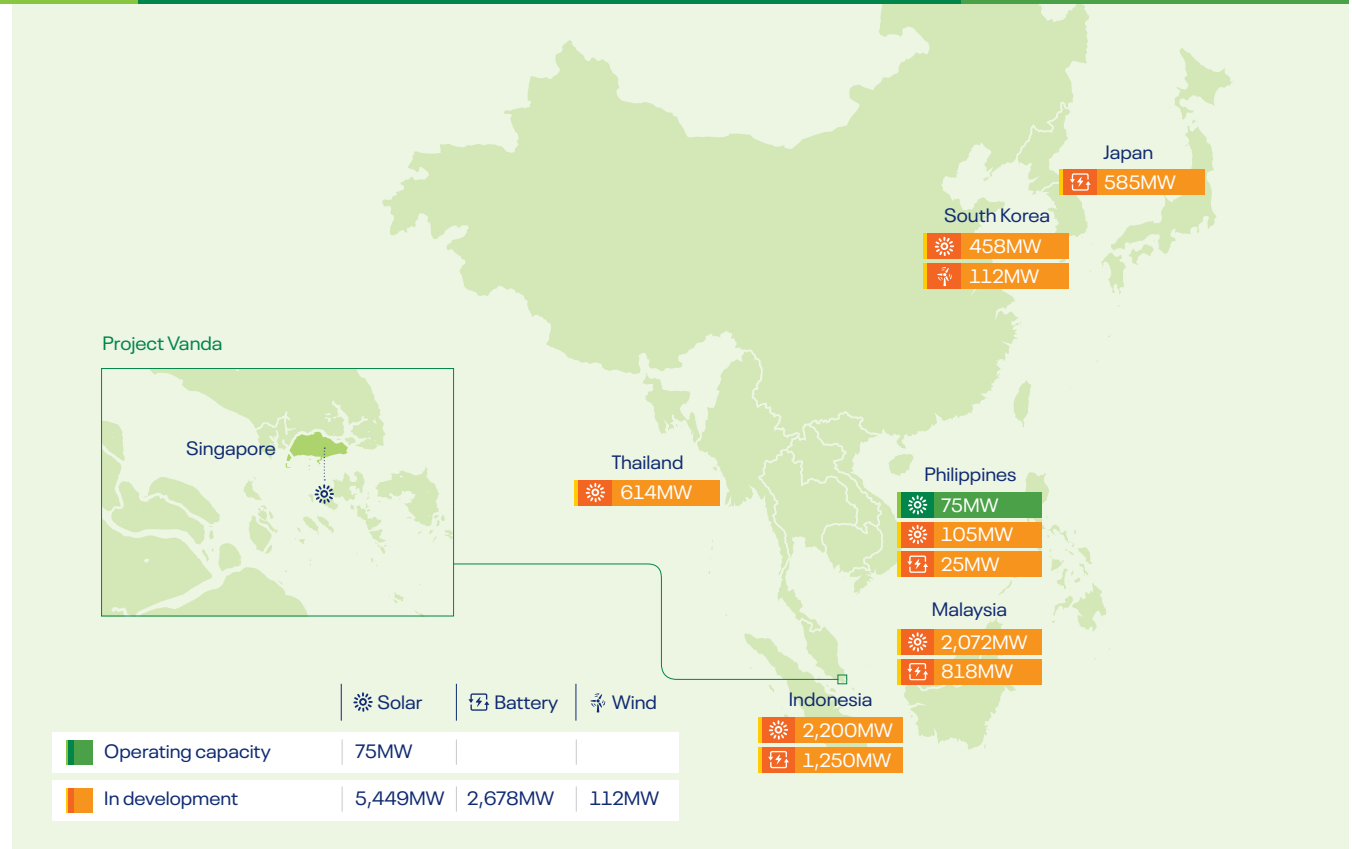 Japan
585MW
South Korea
458MW
112MW
Project Vanda
Singapore
Thailand
614MW
Philippines
75MW
105MW
25MW
Malaysia
2,072MW
818MW
Indonesia
2,200MW
1,250MW
Solar Battery Wind
Operating capacity 75MW
In development 5,449MW 2,678MW 112MW